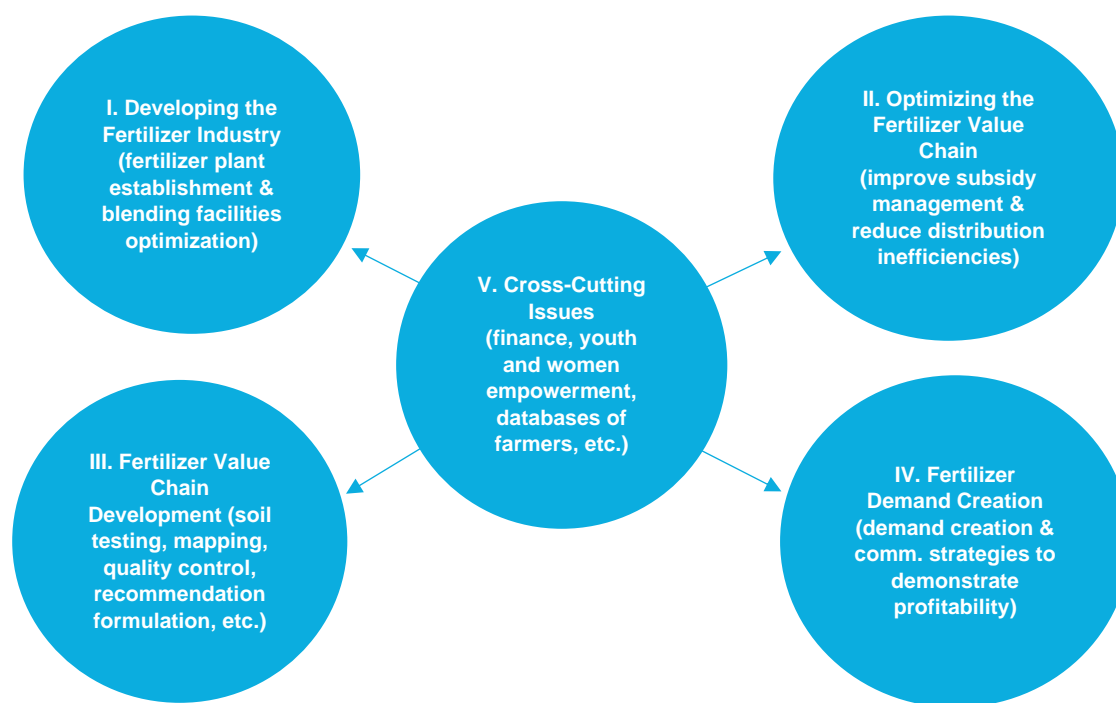 I. Developing the
Fertilizer Industry
(fertilizer plant
establishment &
blending facilities
optimization)
II. Optimizing the
Fertilizer Value
Chain
(improve subsidy
management &
reduce distribution
inefficiencies)
V. Cross-Cutting
Issues
(finance, youth
and women
empowerment,
databases of
farmers, etc.)
III. Fertilizer Value
Chain
Development (soil
testing, mapping,
quality control,
recommendation
formulation, etc.)
IV. Fertilizer
Demand Creation
(demand creation &
comm. strategies to
demonstrate
profitability)